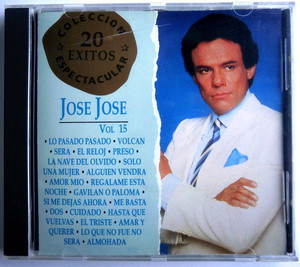 COLECCION
20
EXITOS
ESPECTACULAR
JOSE JOSE
VOL 15
• LO PASADO PASADO • VOLCAN
• SERA • EL RELOJ • PRESO •
LA NAVE DEL OLVIDO • SOLO
UNA MUJER • ALGUIEN VENDRA
• AMOR MIO • REGALAME ESTA
NOCHE • GAVILAN O PALOMA •
SI ME DEJAS AHORA • ME BASTA
• DOS • CUIDADO • HASTA QUE
VUELVAS • EL TRISTE • AMAR Y
QUERER • LO QUE NO FUE NO
SERA • ALMOHADA